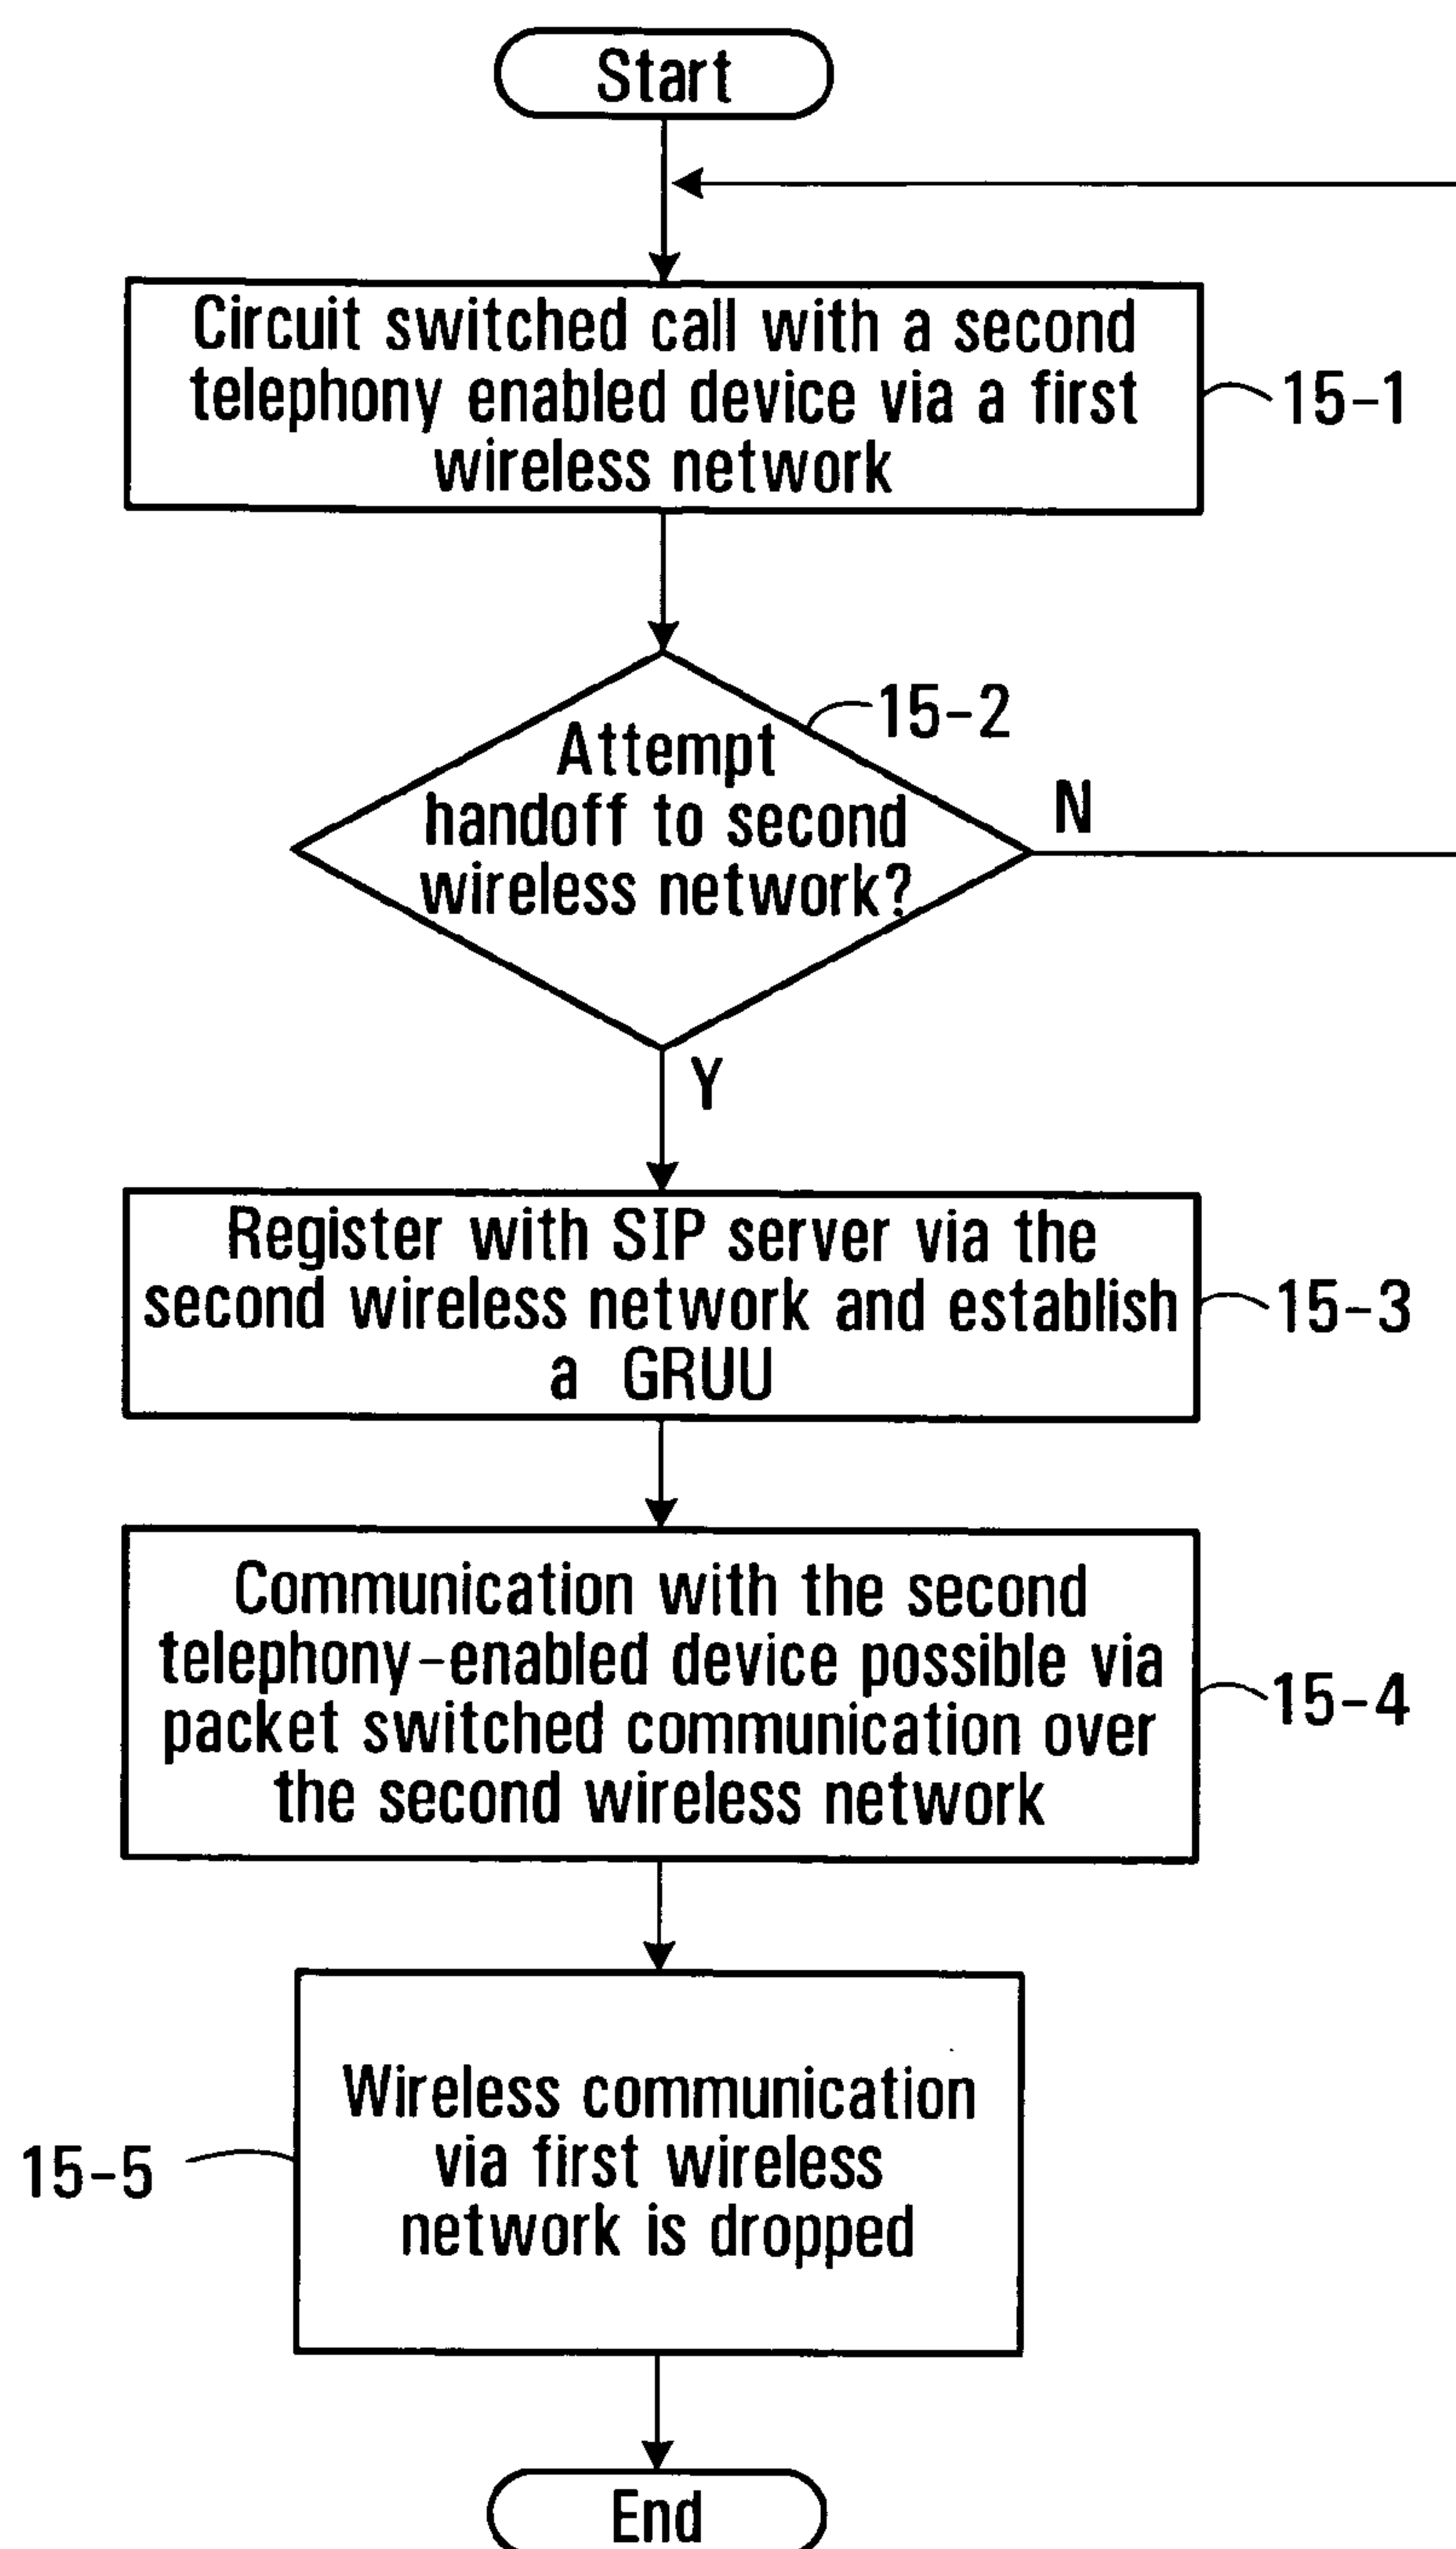 Start
Circuit switched call with a second
telephony enabled device via a first
wireless network
15-1
15-2
Attempt
handoff to second
wireless network?
N
Y
Register with SIP server via the
second wireless network and establish
a GRUU
15-3
Communication with the second
telephony-enabled device possible via
packet switched communication over
the second wireless network
15-4
Wireless communication
via first wireless
network is dropped
15-5
End